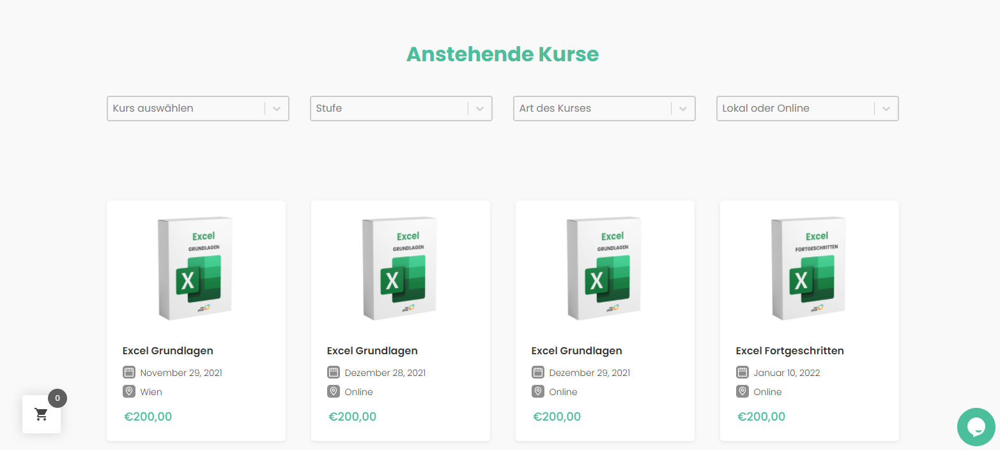 Anstehende Kurse
Kurs auswählen
Stufe
Art des Kurses
Lokal oder Online
Excel
GRUNDLAGEN
X
Excel
GRUNDLAGEN
X
Excel
GRUNDLAGEN
X
Excel
FORTGESCHRITTEN
X
Excel Grundlagen
November 29, 2021
Wien
€200,00
Excel Grundlagen
Dezember 28, 2021
Online
€200,00
Excel Grundlagen
Dezember 29, 2021
Online
€200,00
Excel Fortgeschritten
Januar 10, 2022
Online
€200,00
0